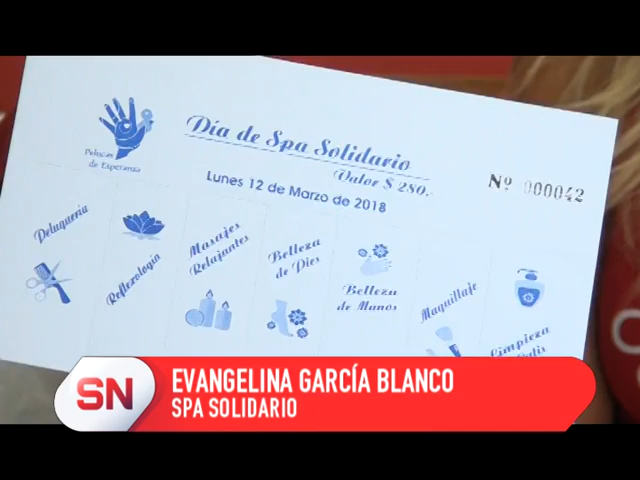 Día de Spa Solidario
Valor $ 280.-
Lunes 12 de Marzo de 2018
Nº 000042
Pelucas
de Esperanza
Peluquería
Reflexología
Masajes
Relajantes
Belleza
de Pies
Belleza
de Manos
Maquillaje
Limpieza
SN
EVANGELINA GARCÍA BLANCO
SPA SOLIDARIO